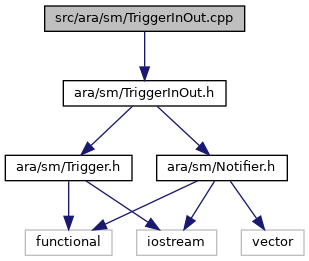 src/ara/sm/TriggerInOut.cpp
ara/sm/TriggerInOut.h
ara/sm/Trigger.h
ara/sm/Notifier.h
functional
iostream
vector